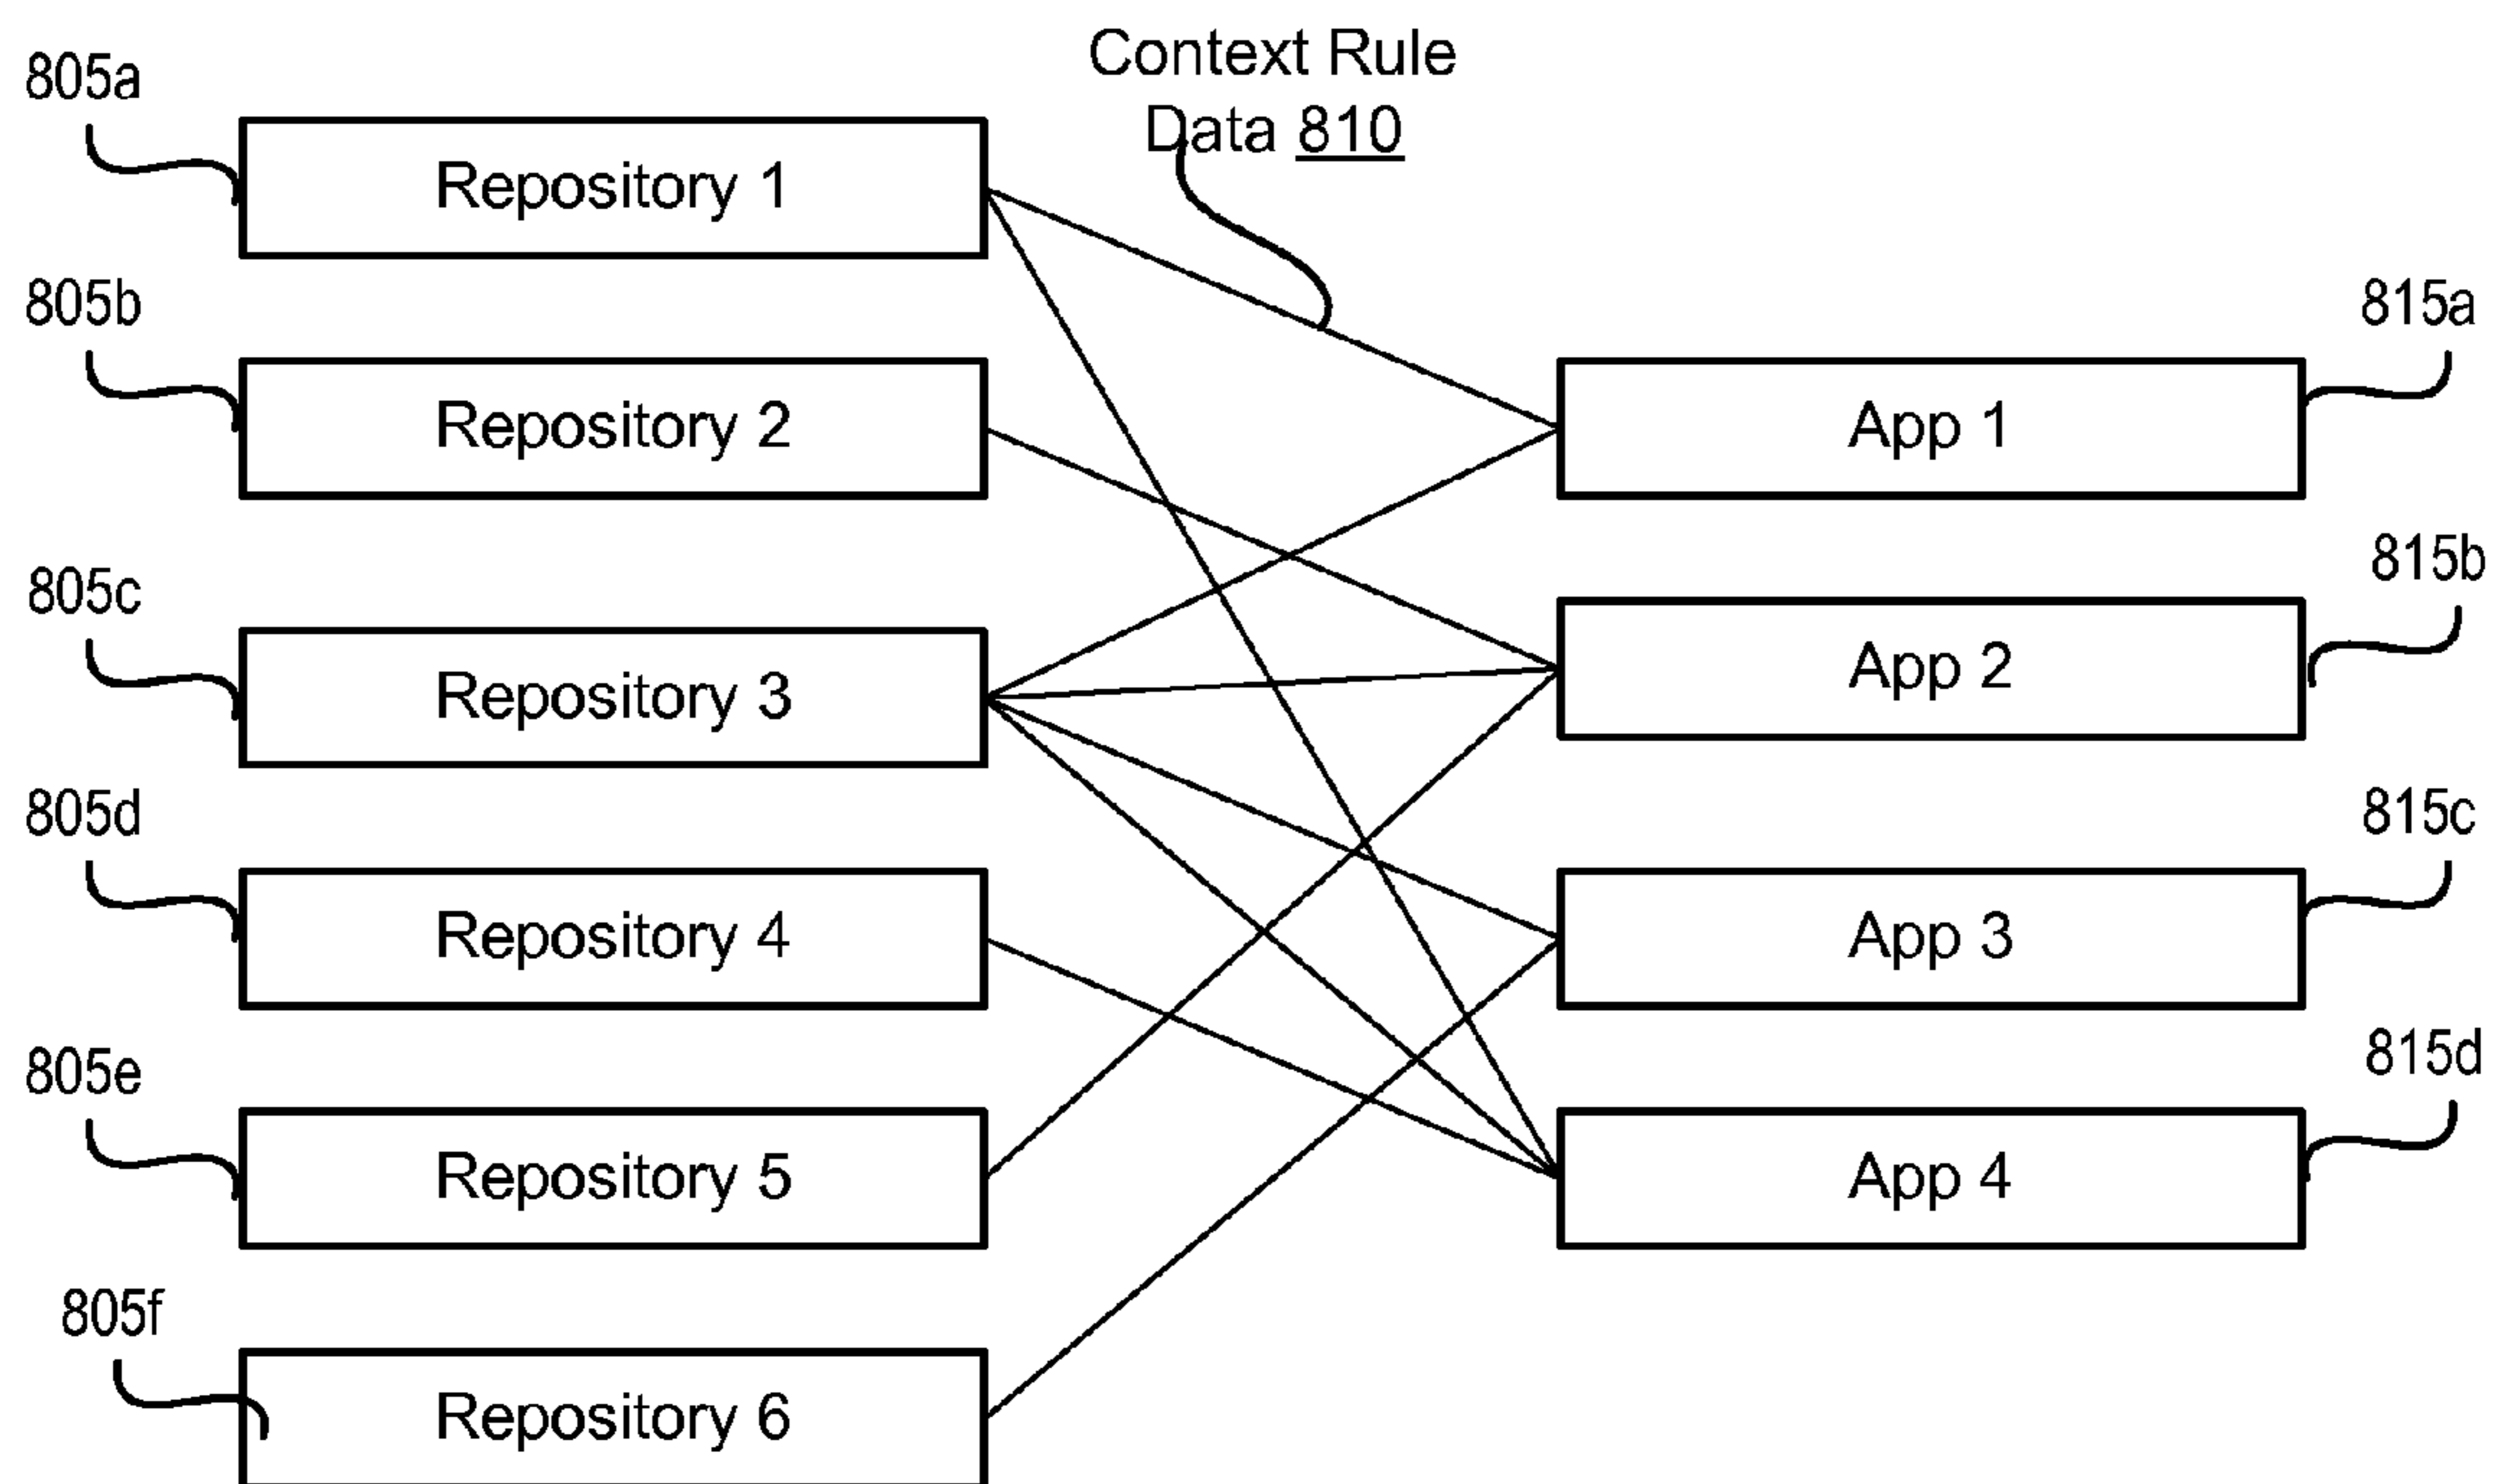 Context Rule
Data 810
805a
Repository 1
805b
815a
Repository 2
App 1
815b
805c
App 2
Repository 3
805d
815c
Repository 4
App 3
805e
815d
Repository 5
App 4
805f
Repository 6